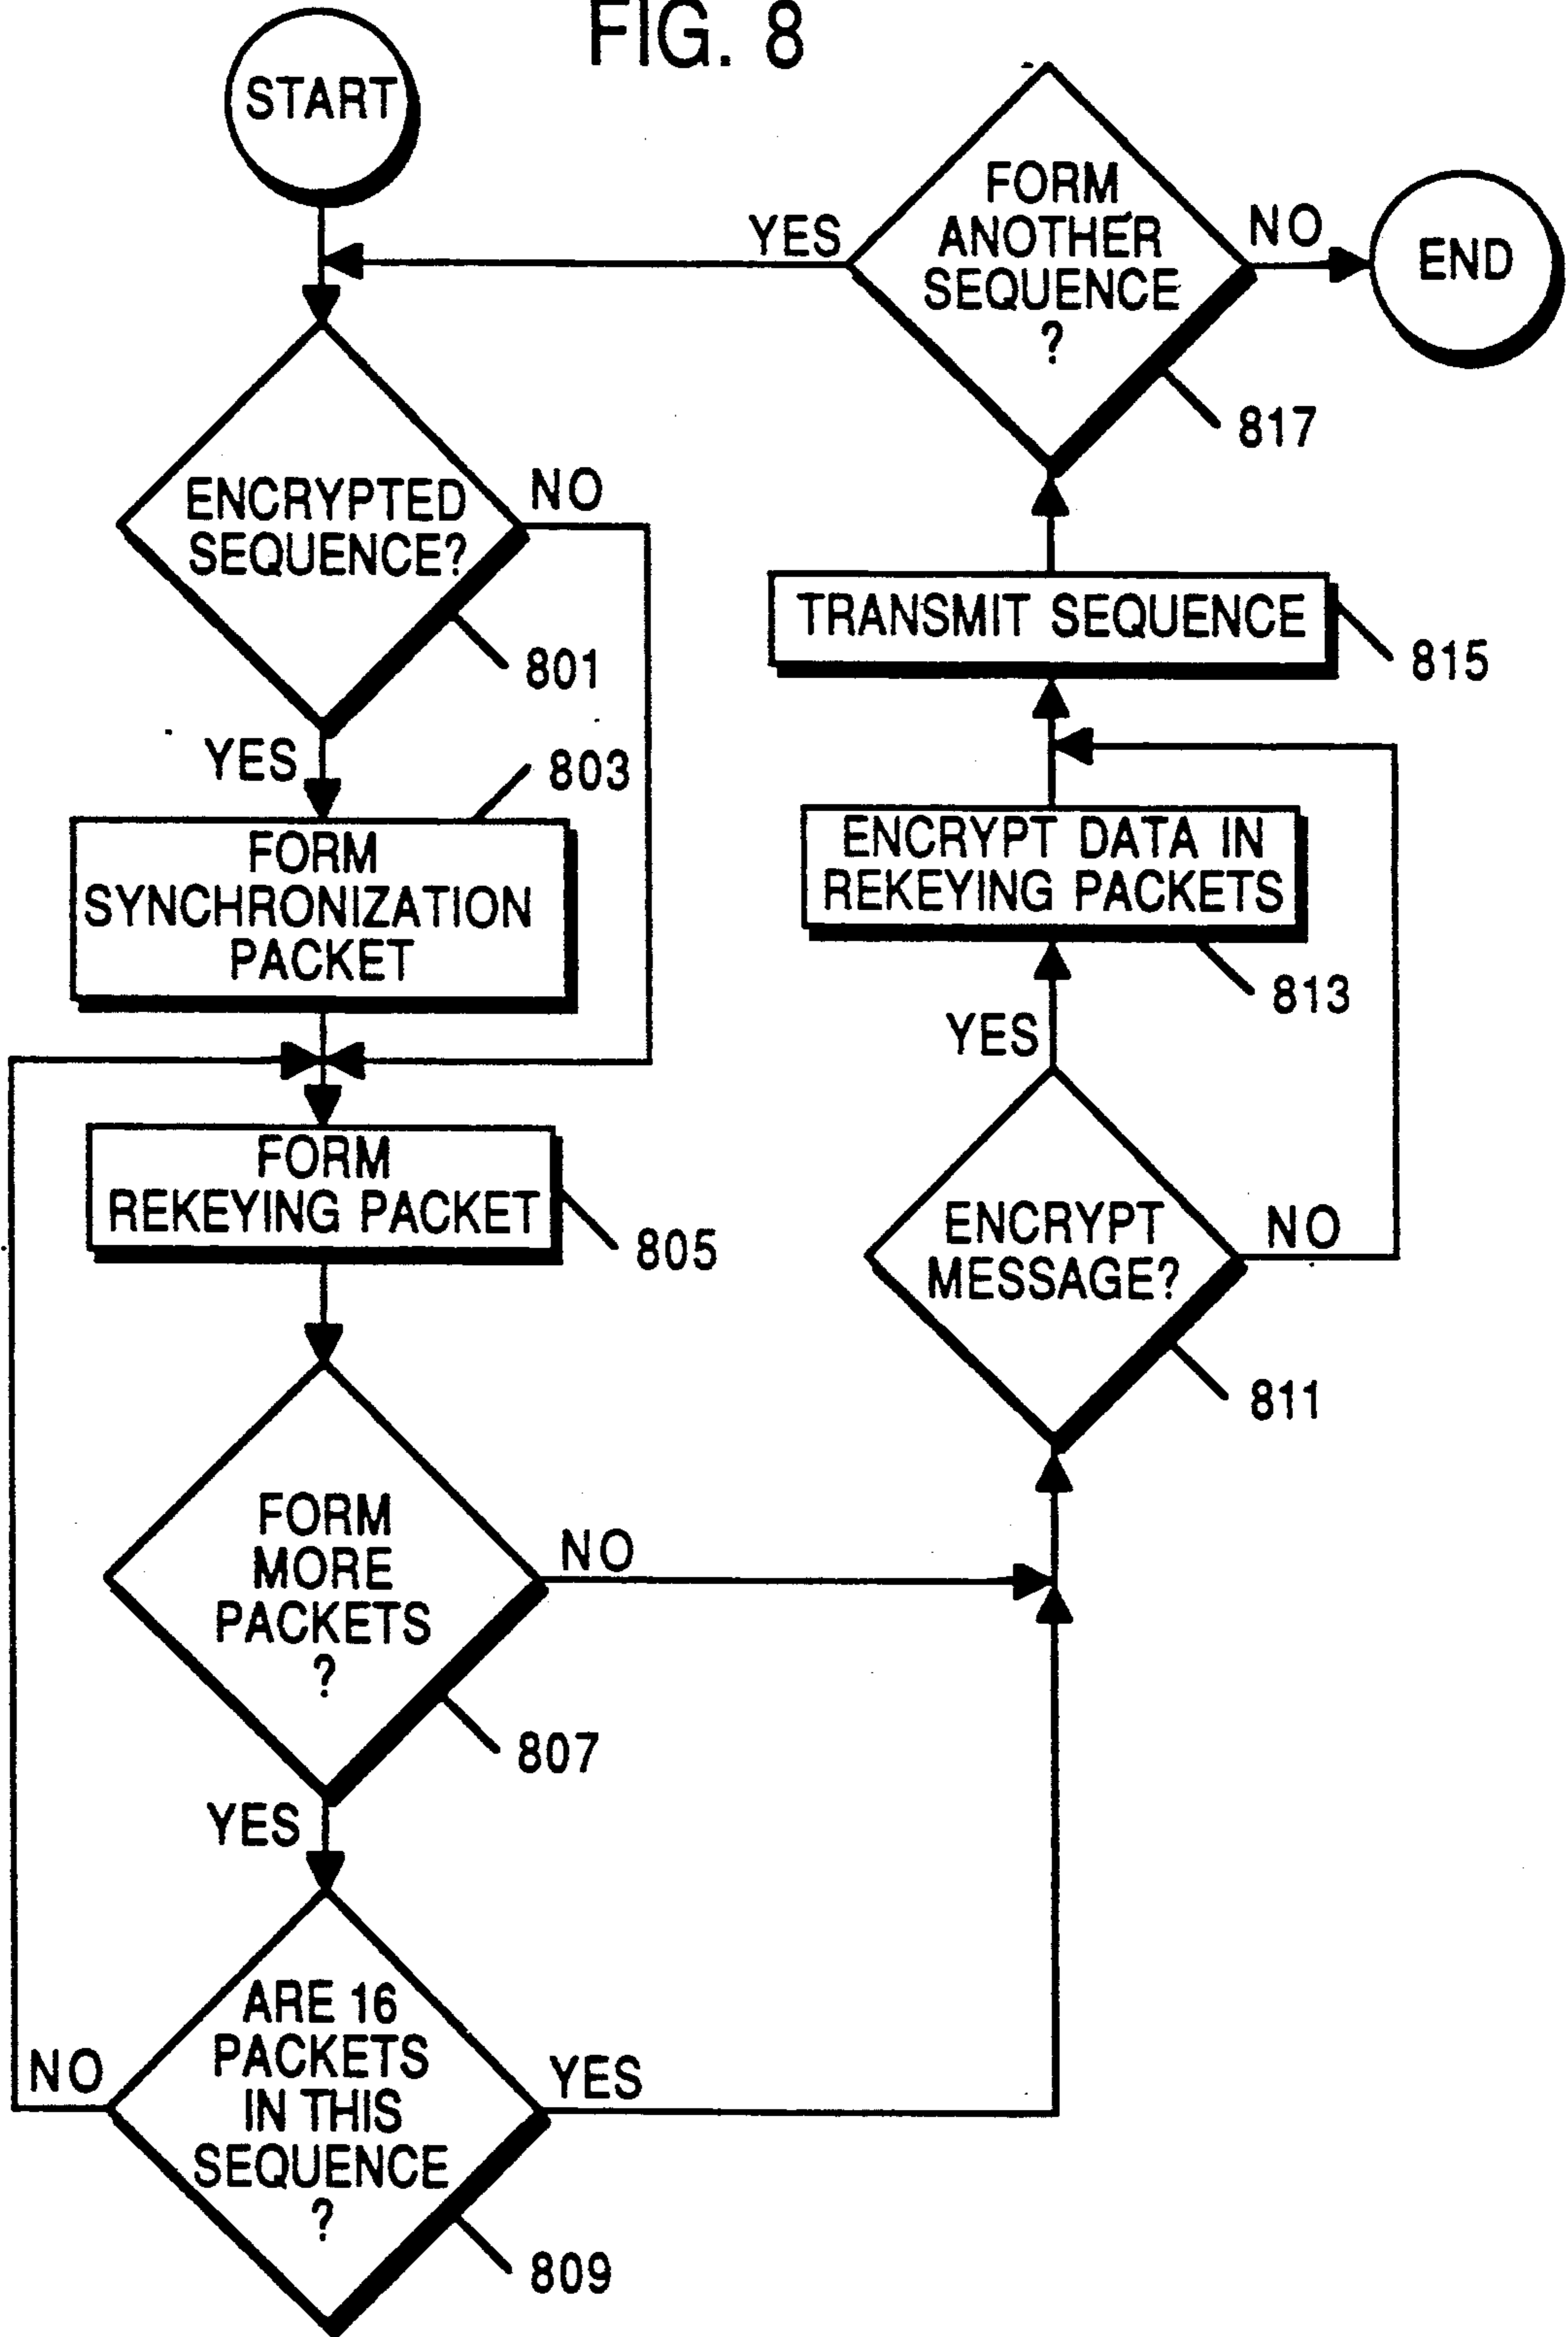 FIG. 8
START
ENCRYPTED
SEQUENCE?
NO
801
YES
803
FORM
SYNCHRONIZATION
PACKET
FORM
REKEYING PACKET
805
FORM
MORE
PACKETS
?
NO
807
YES
ARE 16
PACKETS
IN THIS
SEQUENCE
?
NO
YES
809
ENCRYPT
MESSAGE?
NO
811
YES
ENCRYPT DATA IN
REKEYING PACKETS
813
TRANSMIT SEQUENCE
815
FORM
ANOTHER
SEQUENCE
?
YES
NO
817
END